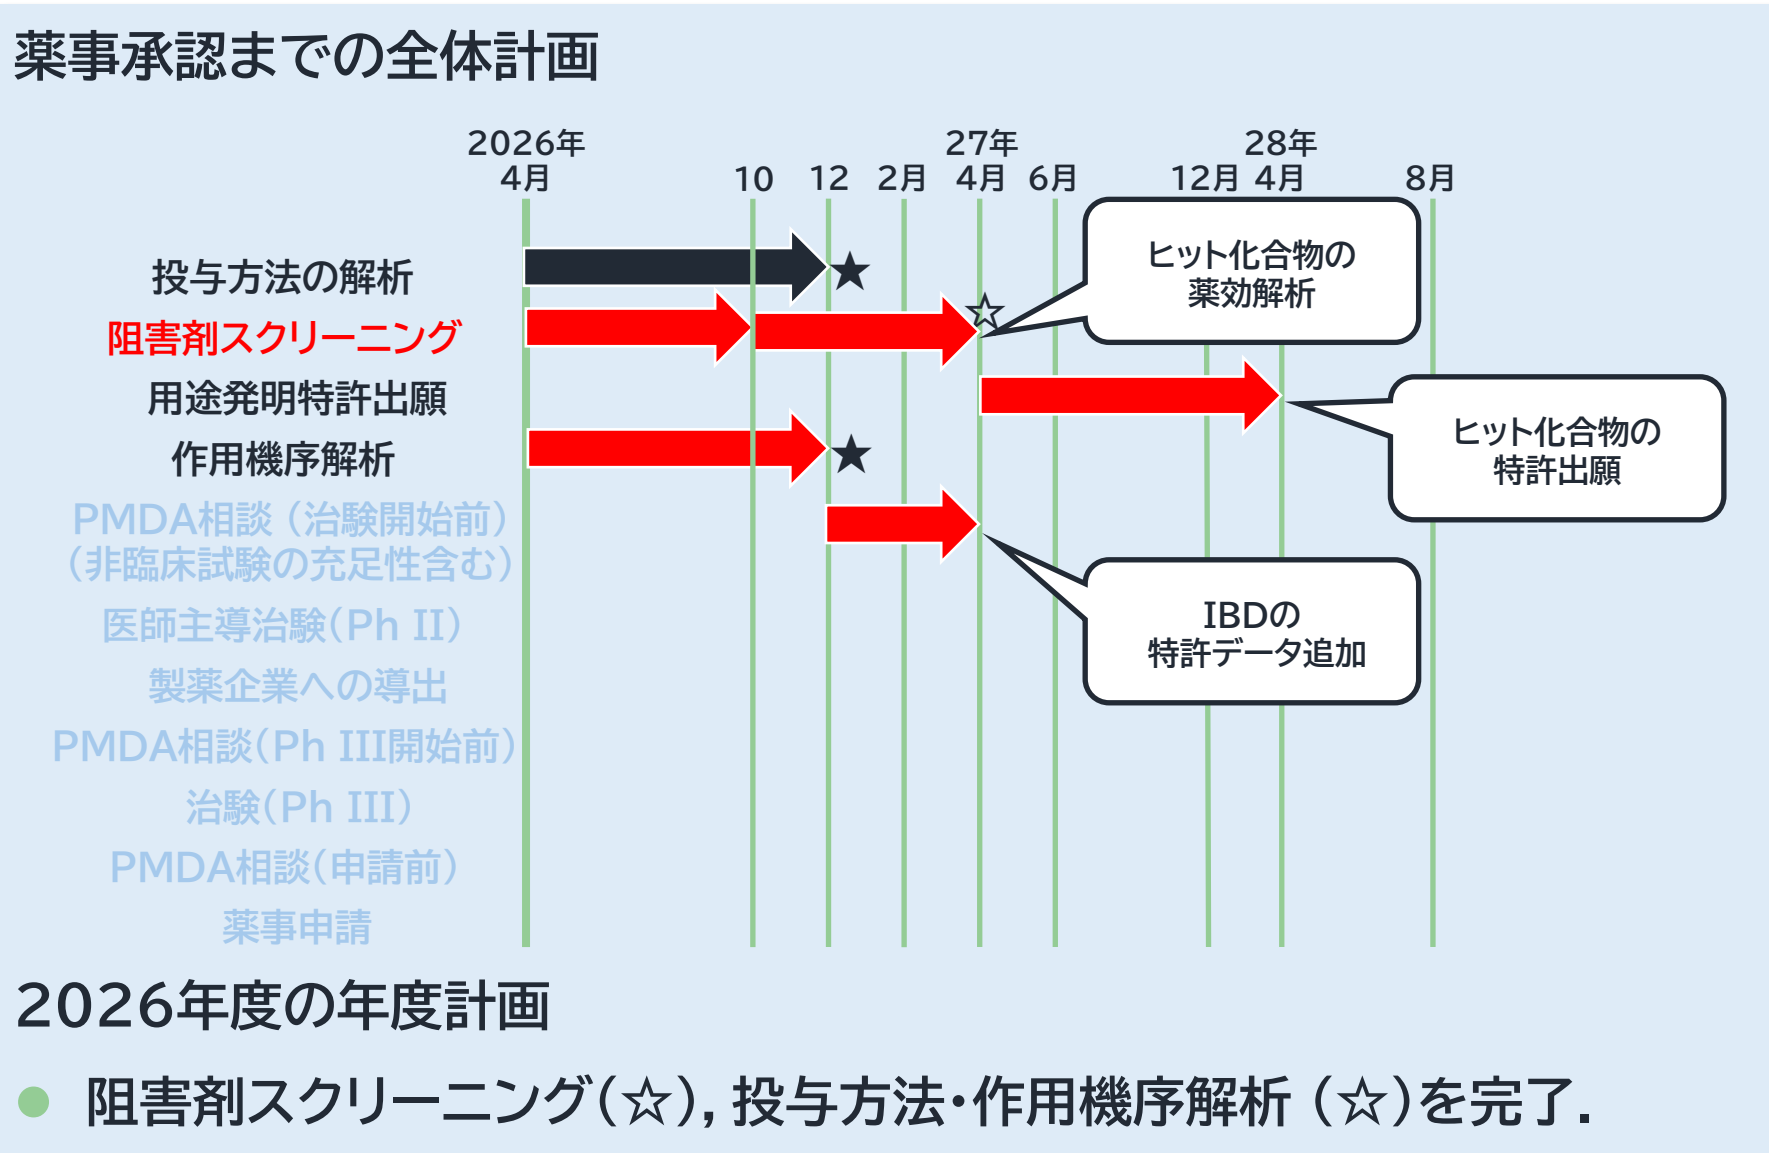 薬事承認までの全体計画
2026年 27年 28年
4月 10 12 2月 4月 6月 12月 4月 8月
投与方法の解析 ★
ヒット化合物の
薬効解析
☆
阻害剤スクリーニング
用途発明特許出願
ヒット化合物の
特許出願
作用機序解析 ★
PMDA相談（治験開始前）
（非臨床試験の充足性含む）
IBDの
特許データ追加
医師主導治験（Ph II）
製薬企業への導出
PMDA相談（Ph III開始前）
治験（Ph III）
PMDA相談（申請前）
薬事申請
2026年度の年度計画
● 阻害剤スクリーニング（☆）, 投与方法・作用機序解析（☆）を完了.